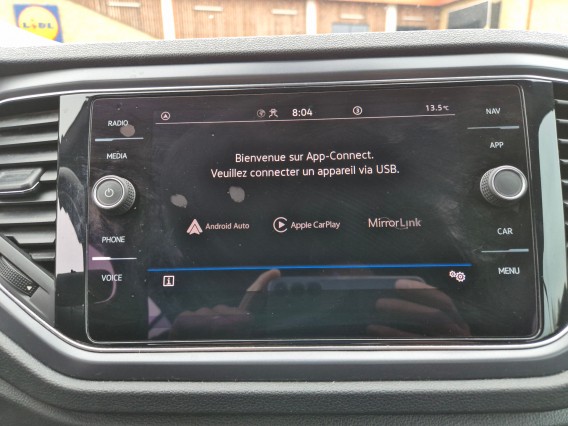 LIDL
8:04
13.5°C
RADIO
MEDIA
PHONE
VOICE
Bienvenue sur App-Connect.
Veuillez connecter un appareil via USB.
Android Auto
Apple CarPlay
MirrorLink
NAV
APP
CAR
MENU